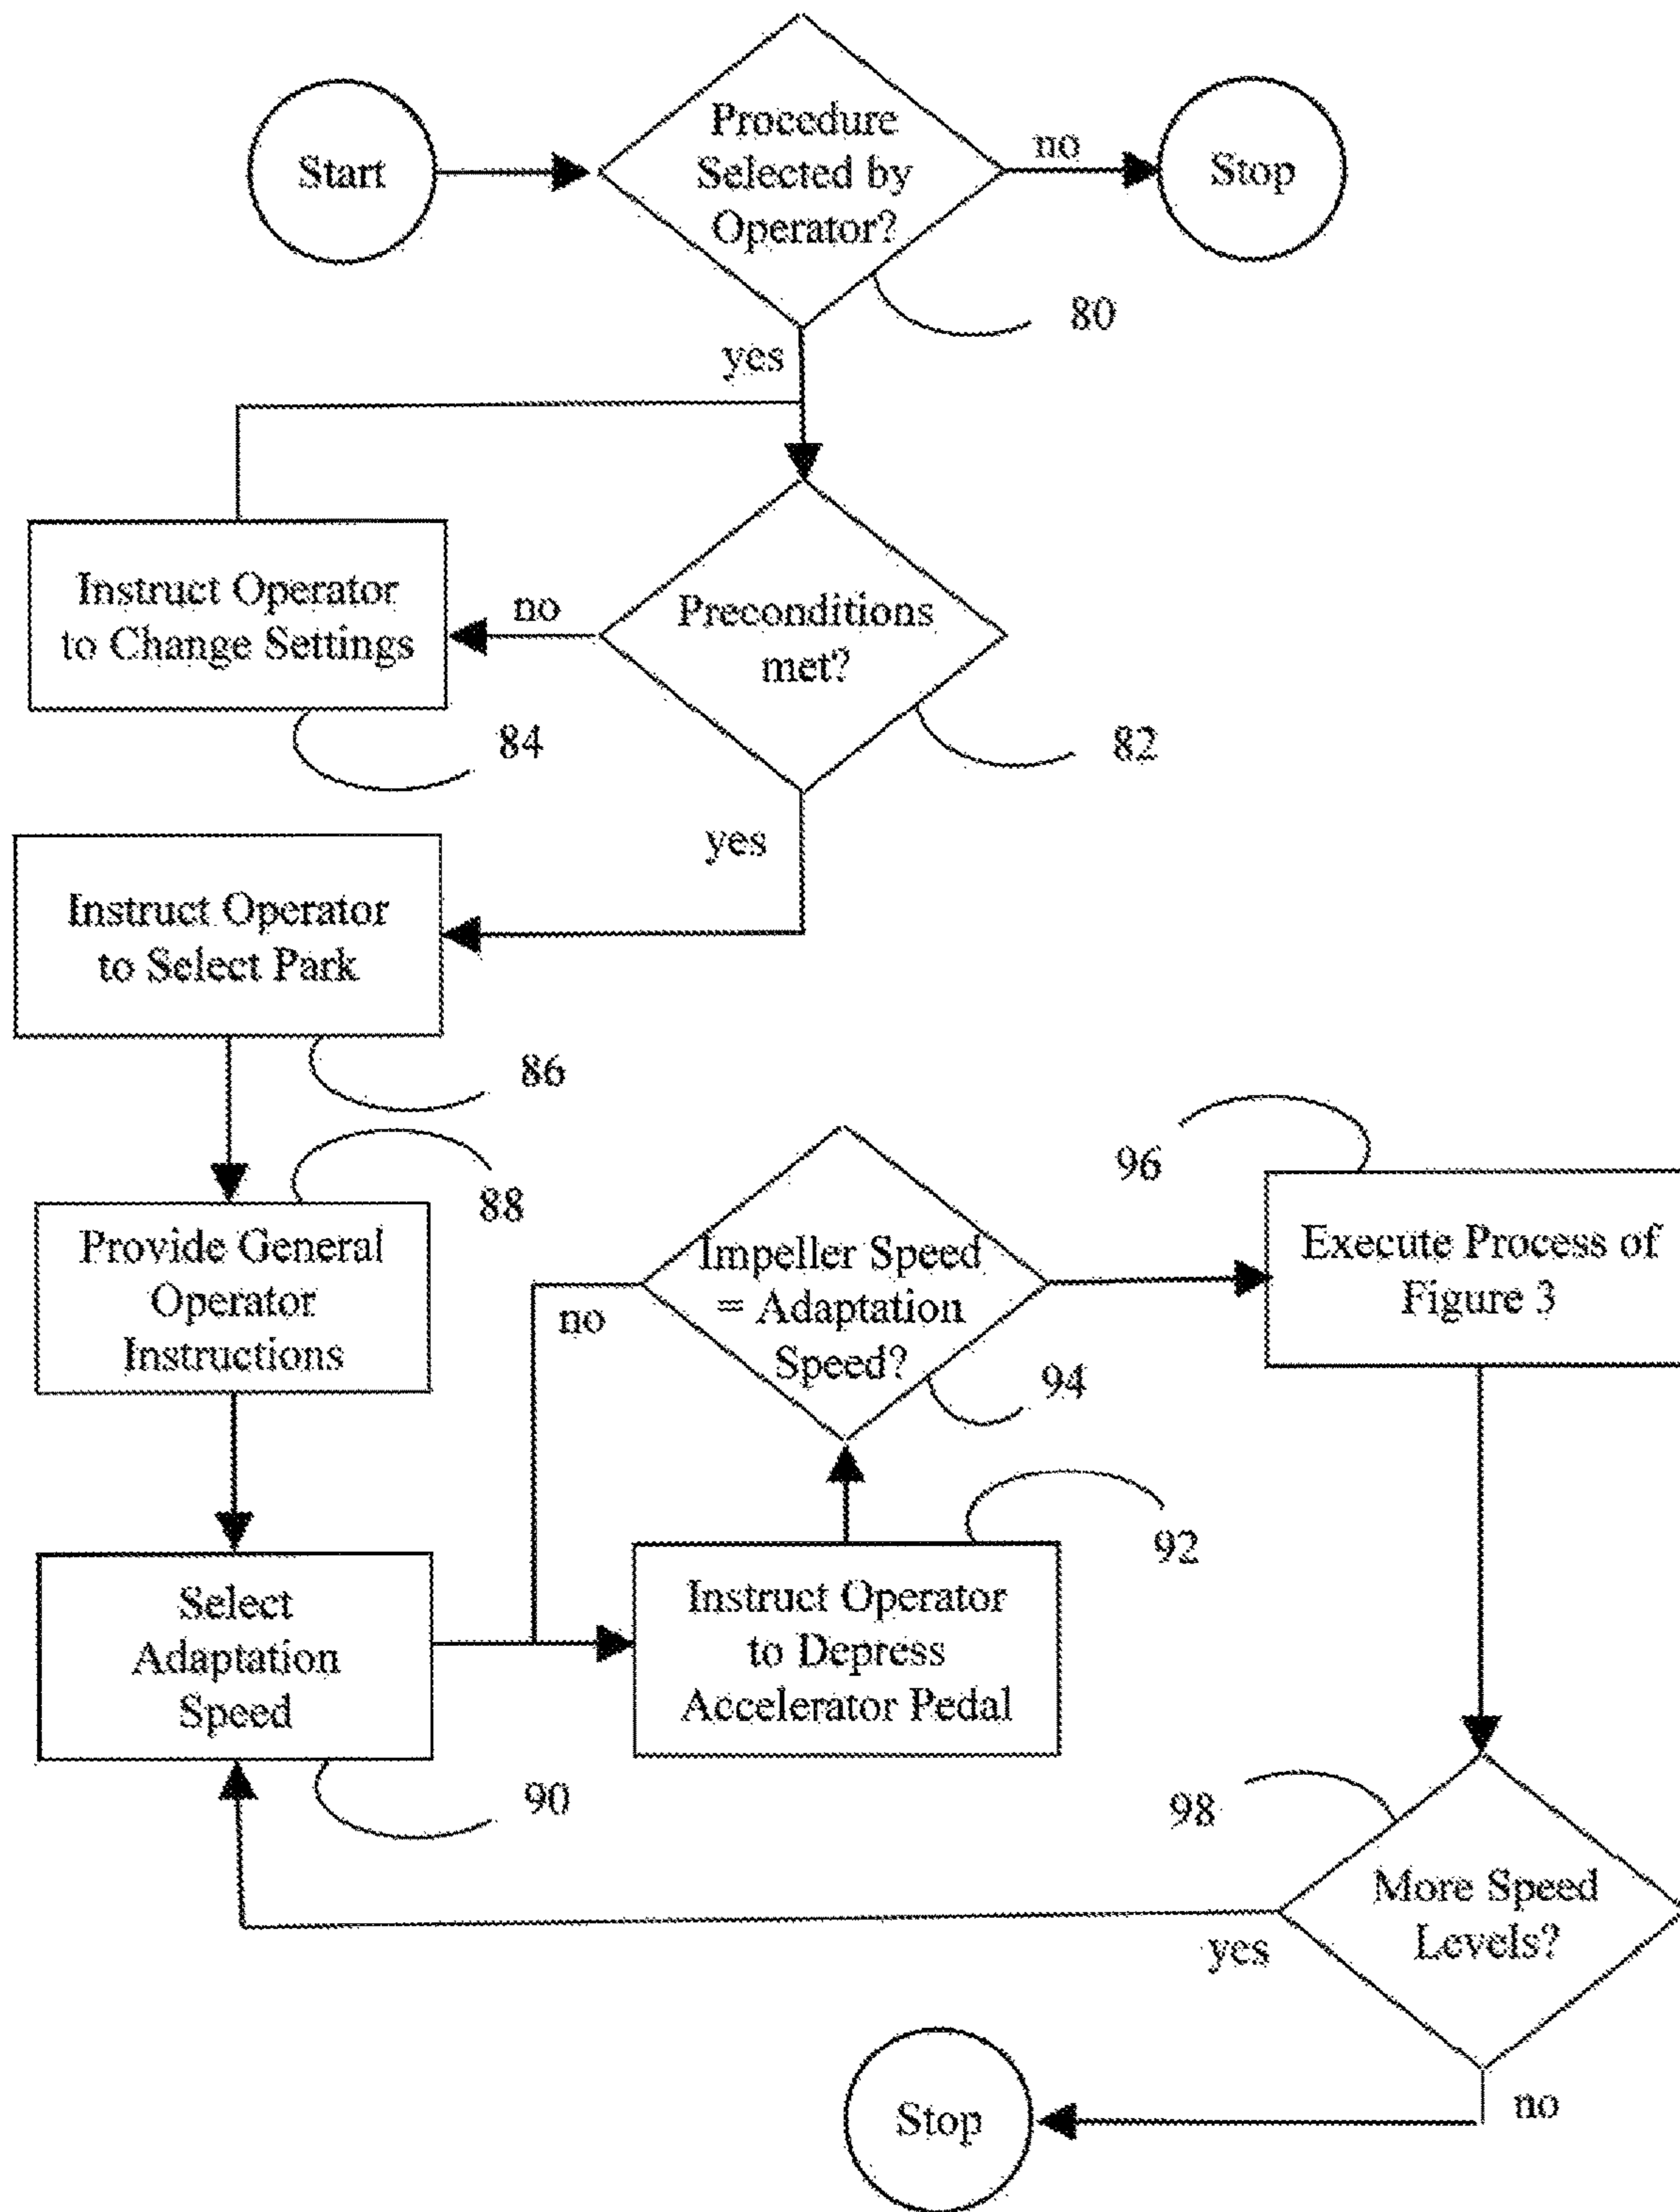 Start
Procedure
Selected by
Operator?
no
Stop
80
yes
Instruct Operator
to Change Settings
no
Preconditions
met?
84
82
yes
Instruct Operator
to Select Park
86
88
Provide General
Operator
Instructions
Impeller Speed
= Adaptation
Speed?
no
94
96
Execute Process of
Figure 3
92
Select
Adaptation
Speed
Instruct Operator
to Depress
Accelerator Pedal
90
98
More Speed
Levels?
yes
no
Stop